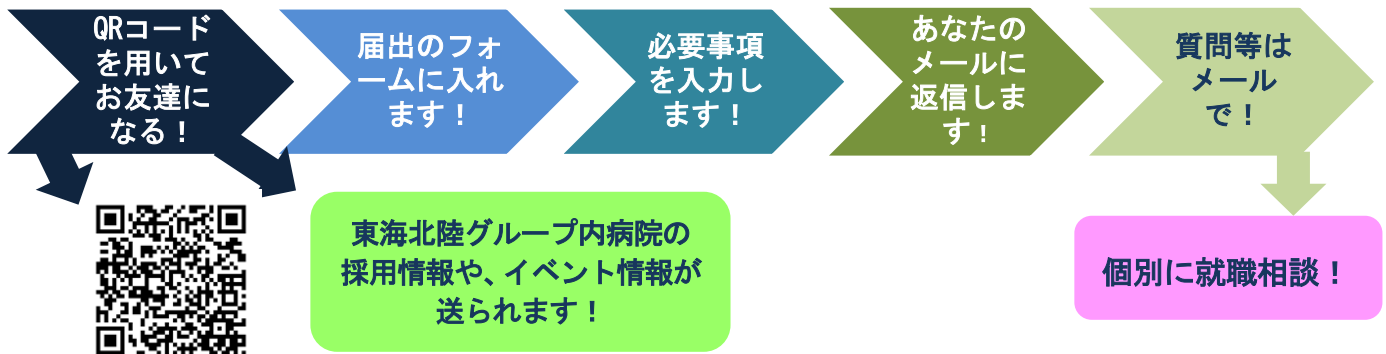 QRコード
を用いて
お友達に
なる！
届出のフォ
ームに入れ
ます！
必要事項
を入力し
ます！
あなたの
メールに
返信しま
す！
質問等は
メール
で！
東海北陸グループ内病院の
採用情報や、イベント情報が
送られます！
個別に就職相談！